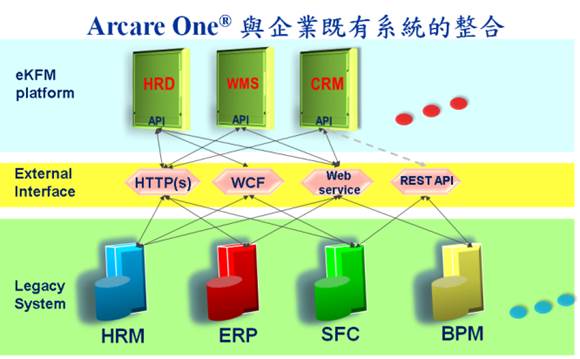 Arcare One® 與企業既有系統的整合
eKFM
platform
HRD
WMS
CRM
API
API
API
External
Interface
HTTP(s)
WCF
Web
service
REST API
Legacy
System
HRM
ERP
SFC
BPM